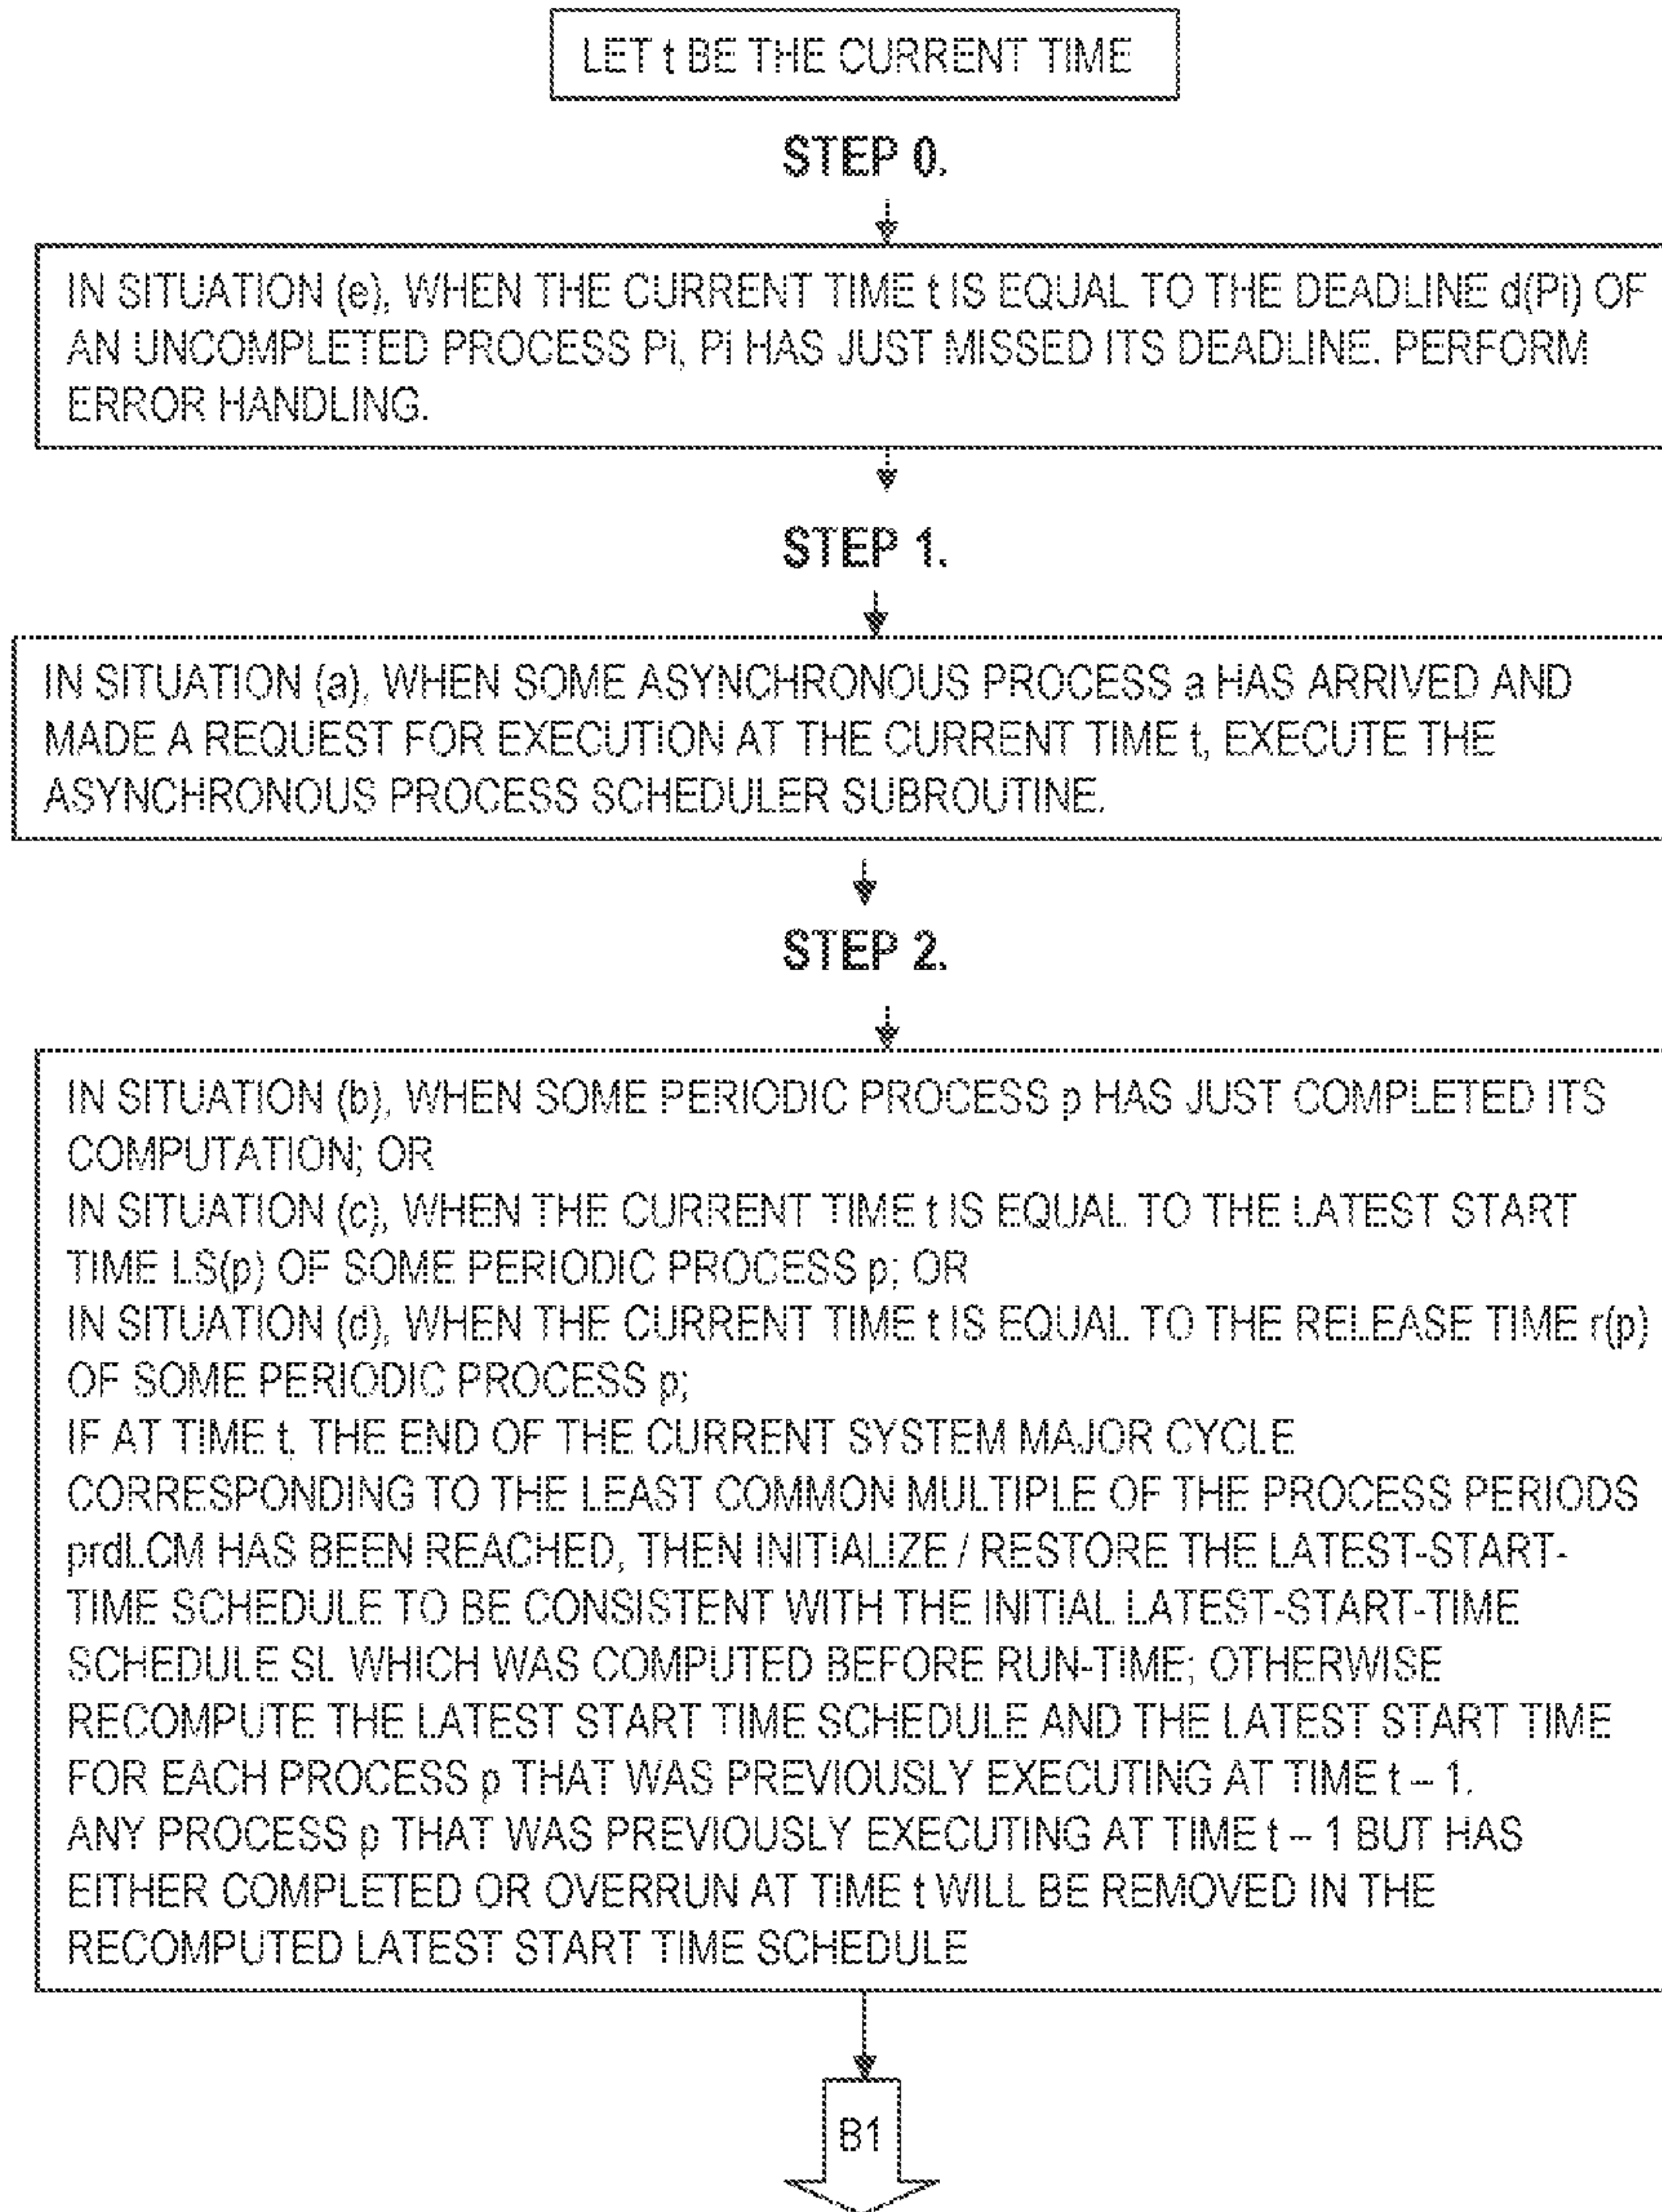 LET t BE THE CURRENT TIME
STEP 0.
IN SITUATION (e), WHEN THE CURRENT TIME t IS EQUAL TO THE DEADLINE d(Pi) OF
AN UNCOMPLETED PROCESS Pi, Pi HAS JUST MISSED ITS DEADLINE. PERFORM
ERROR HANDLING.
STEP 1.
IN SITUATION (a), WHEN SOME ASYNCHRONOUS PROCESS a HAS ARRIVED AND
MADE A REQUEST FOR EXECUTION AT THE CURRENT TIME t, EXECUTE THE
ASYNCHRONOUS PROCESS SCHEDULER SUBROUTINE.
STEP 2.
IN SITUATION (b), WHEN SOME PERIODIC PROCESS p HAS JUST COMPLETED ITS
COMPUTATION; OR
IN SITUATION (c), WHEN THE CURRENT TIME t IS EQUAL TO THE LATEST START
TIME LS(p) OF SOME PERIODIC PROCESS p; OR
IN SITUATION (d), WHEN THE CURRENT TIME t IS EQUAL TO THE RELEASE TIME r(p)
OF SOME PERIODIC PROCESS p;
IF AT TIME t, THE END OF THE CURRENT SYSTEM MAJOR CYCLE
CORRESPONDING TO THE LEAST COMMON MULTIPLE OF THE PROCESS PERIODS
prdLCM HAS BEEN REACHED, THEN INITIALIZE / RESTORE THE LATEST-START-
TIME SCHEDULE TO BE CONSISTENT WITH THE INITIAL LATEST-START-TIME
SCHEDULE SL WHICH WAS COMPUTED BEFORE RUN-TIME; OTHERWISE
RECOMPUTE THE LATEST START TIME SCHEDULE AND THE LATEST START TIME
FOR EACH PROCESS p THAT WAS PREVIOUSLY EXECUTING AT TIME t – 1.
ANY PROCESS p THAT WAS PREVIOUSLY EXECUTING AT TIME t – 1 BUT HAS
EITHER COMPLETED OR OVERRUN AT TIME t WILL BE REMOVED IN THE
RECOMPUTED LATEST START TIME SCHEDULE
B1